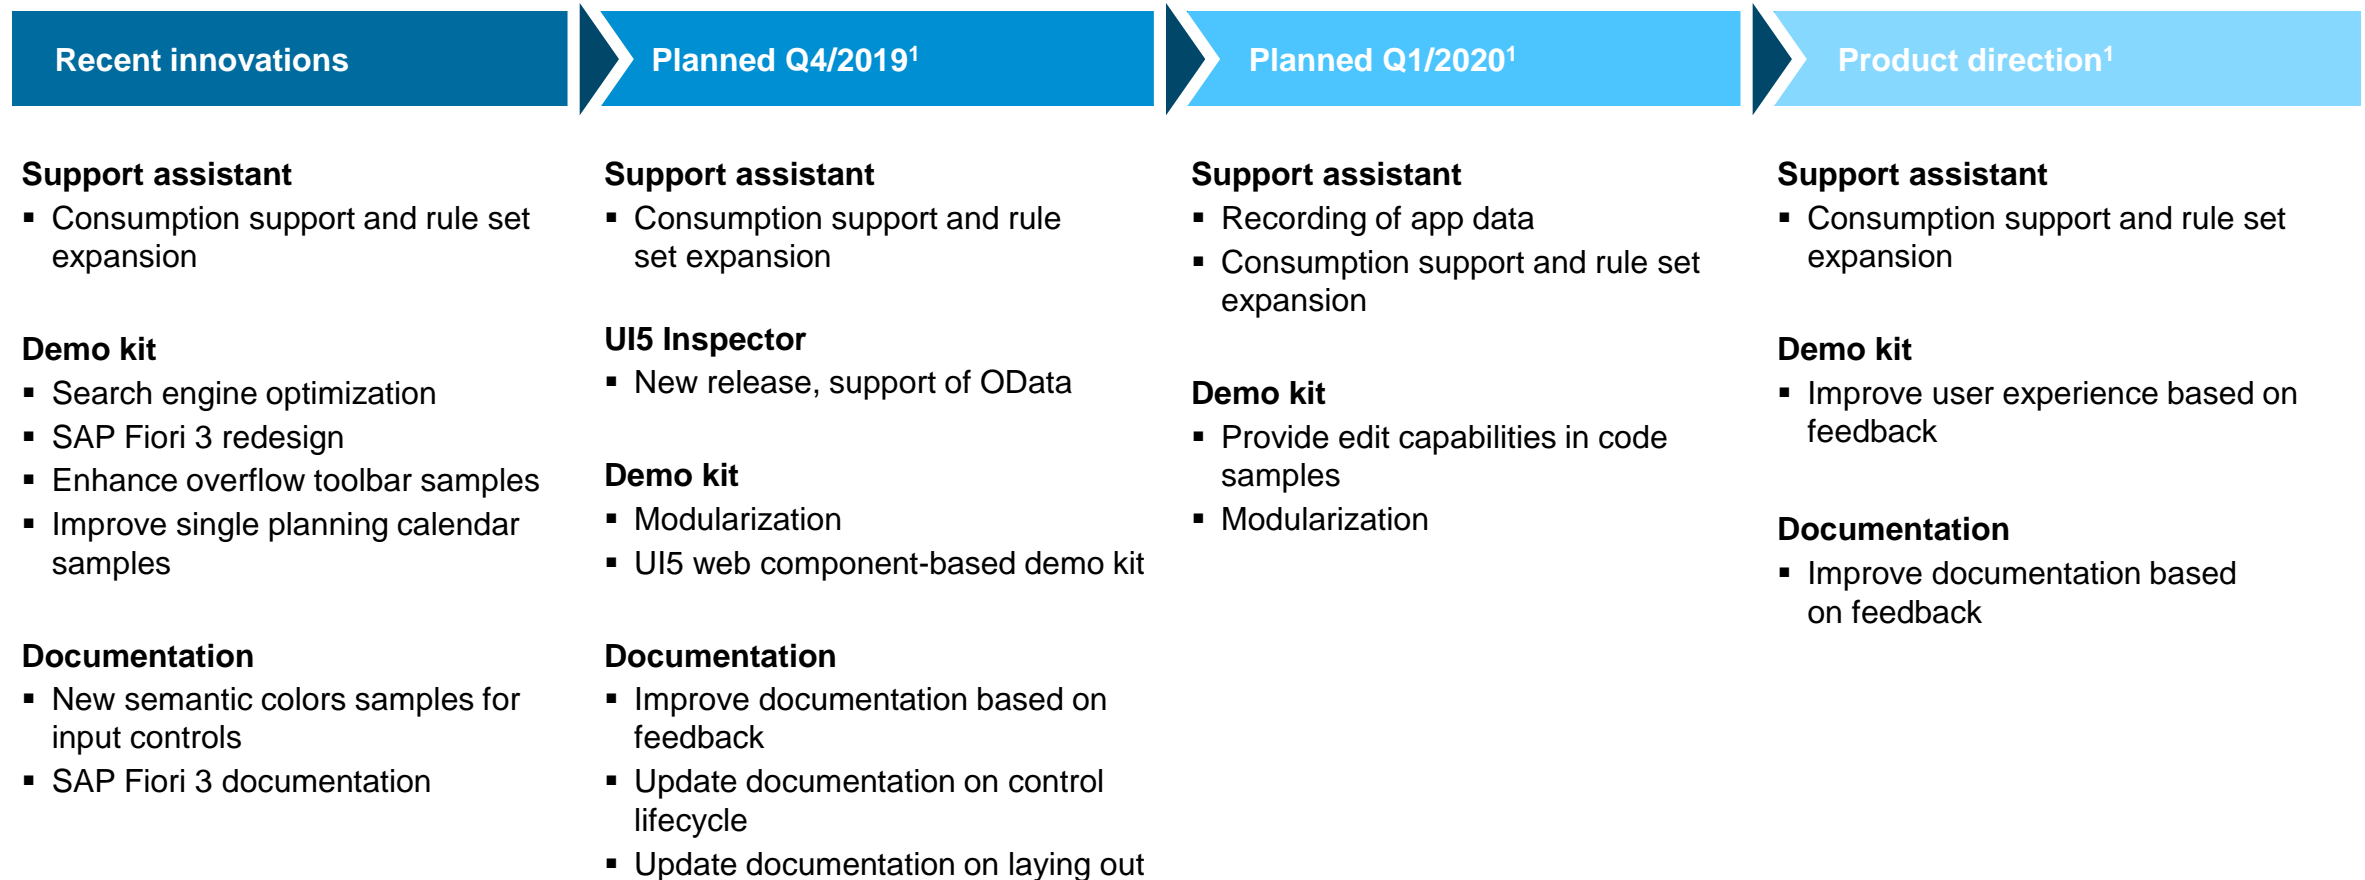 Recent innovations
Planned Q4/2019¹
Planned Q1/2020¹
Product direction¹
Support assistant
▪ Consumption support and rule set
expansion
Demo kit
▪ Search engine optimization
▪ SAP Fiori 3 redesign
▪ Enhance overflow toolbar samples
▪ Improve single planning calendar
samples
Documentation
▪ New semantic colors samples for
input controls
▪ SAP Fiori 3 documentation
Support assistant
▪ Consumption support and rule
set expansion
UI5 Inspector
▪ New release, support of OData
Demo kit
▪ Modularization
▪ UI5 web component-based demo kit
Documentation
▪ Improve documentation based on
feedback
▪ Update documentation on control
lifecycle
▪ Update documentation on laying out
Support assistant
▪ Recording of app data
▪ Consumption support and rule set
expansion
Demo kit
▪ Provide edit capabilities in code
samples
▪ Modularization
Support assistant
▪ Consumption support and rule set
expansion
Demo kit
▪ Improve user experience based on
feedback
Documentation
▪ Improve documentation based
on feedback